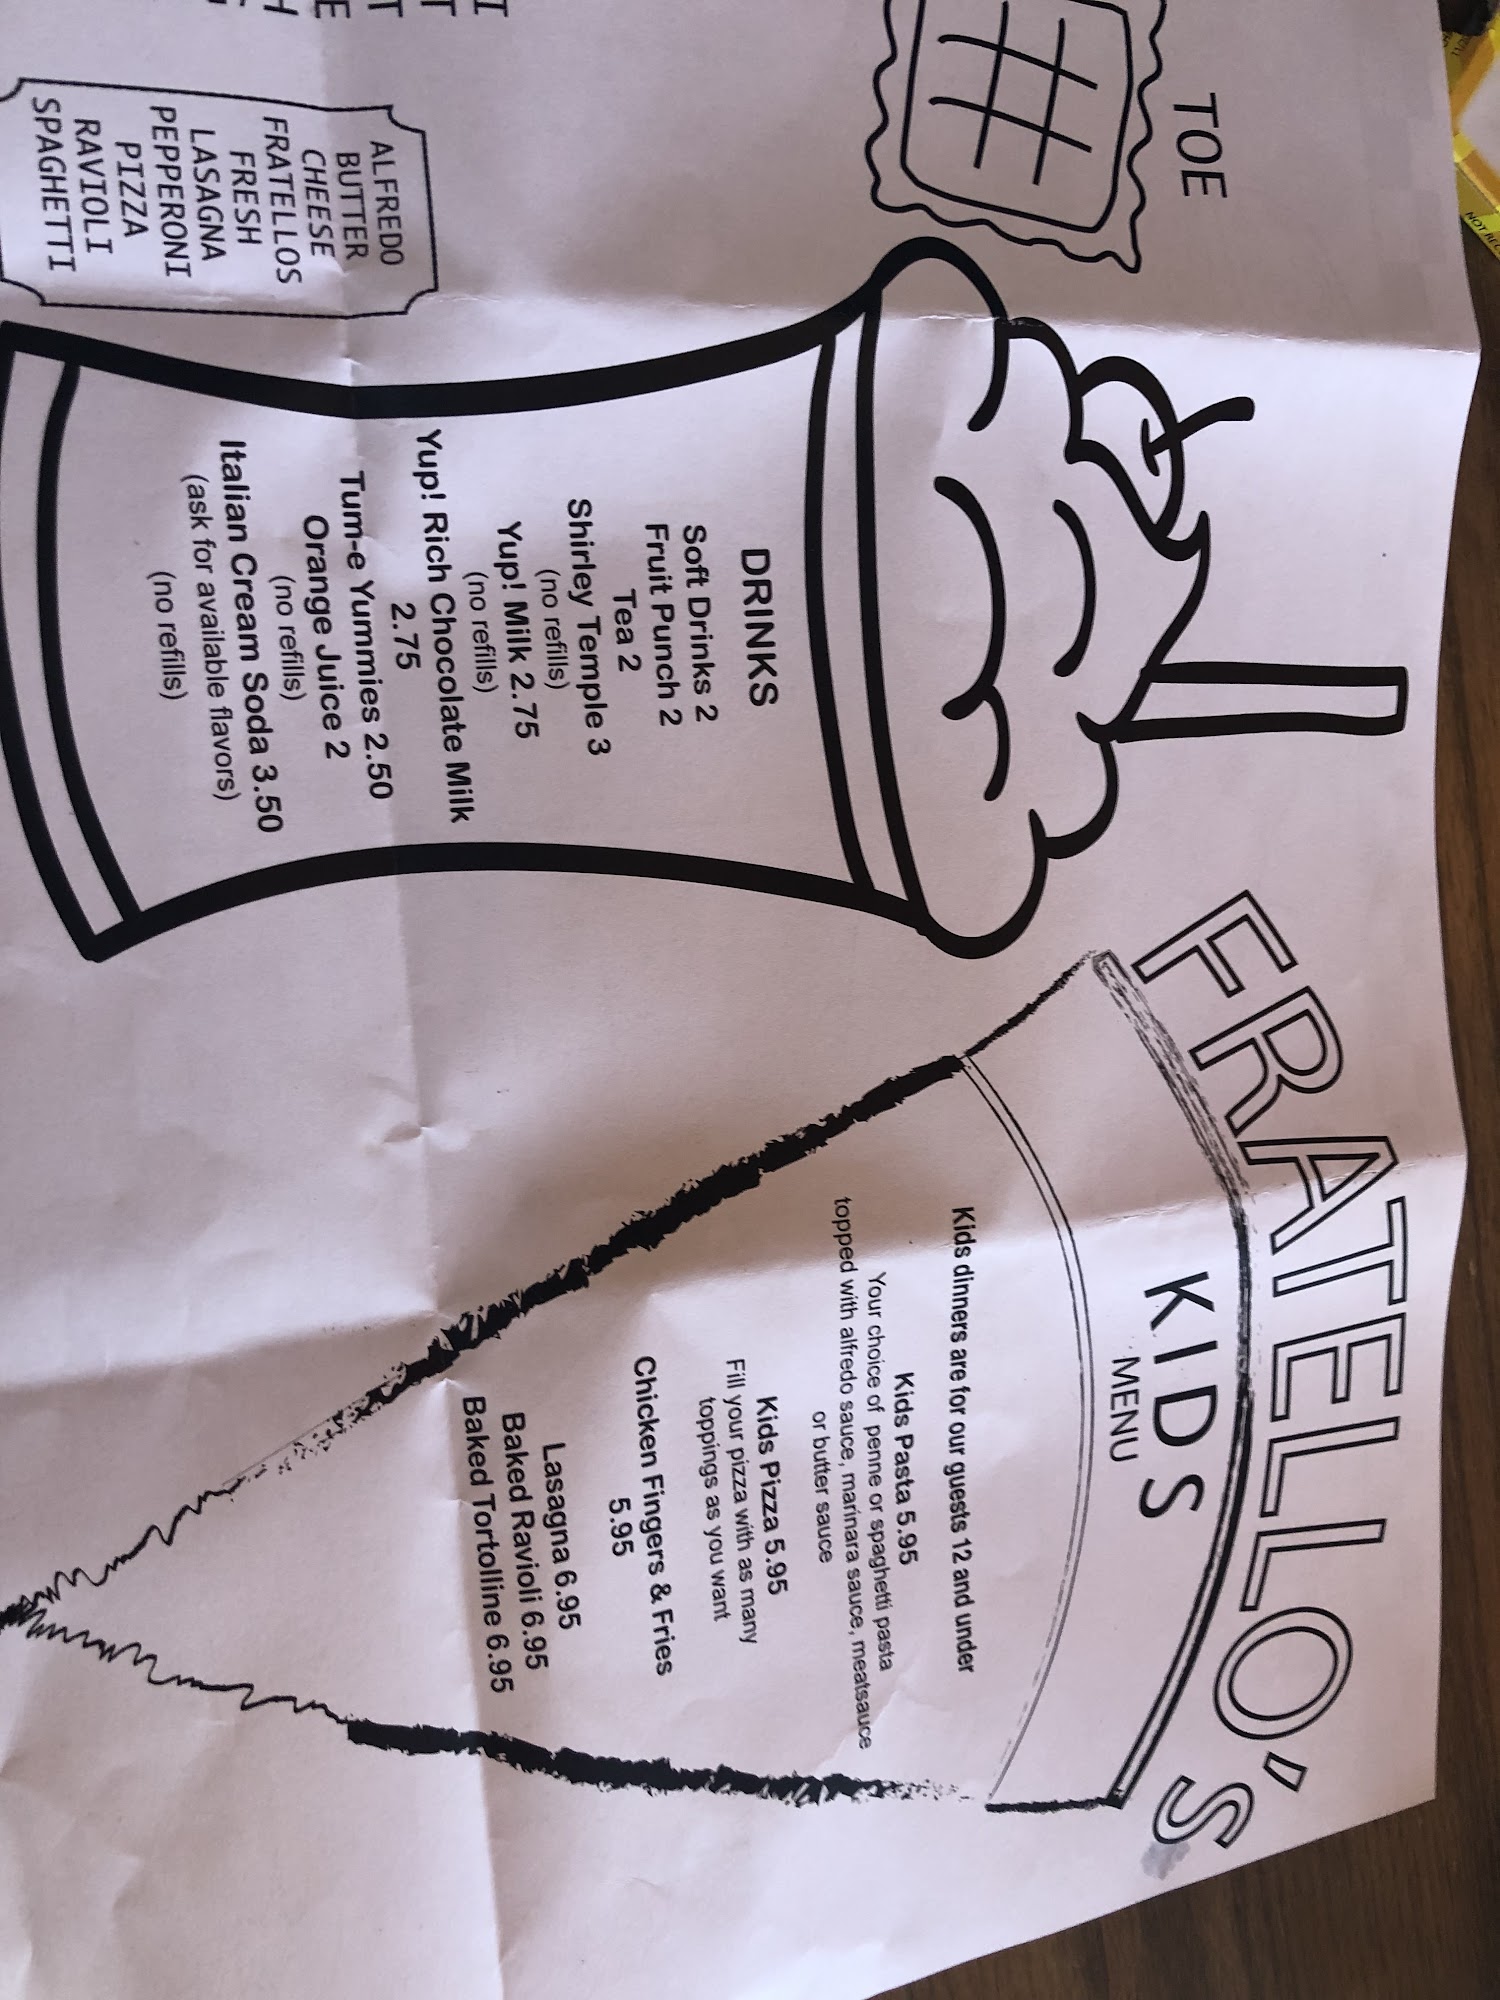 TOE
ALFREDO
BUTTER
CHEESE
FRATELLOS
FRESH
LASAGNA
PEPPERONI
PIZZA
RAVIOLI
SPAGHETTI
DRINKS
Soft Drinks 2
Fruit Punch 2
Tea 2
Shirley Temple 3
(no refills)
Yup! Milk 2.75
(no refills)
Yup! Rich Chocolate Milk
2.75
Tum-e Yummies 2.50
Orange Juice 2
(no refills)
Italian Cream Soda 3.50
(ask for available flavors)
(no refills)
FRATELLO'S
KIDS
MENU
Kids dinners are for our guests 12 and under
Kids Pasta 5.95
Your choice of penne or spaghetti pasta
topped with alfredo sauce, marinara sauce, meatsauce
or butter sauce
Kids Pizza 5.95
Fill your pizza with as many
toppings as you want
Chicken Fingers & Fries
5.95
Lasagna 6.95
Baked Ravioli 6.95
Baked Tortolline 6.95